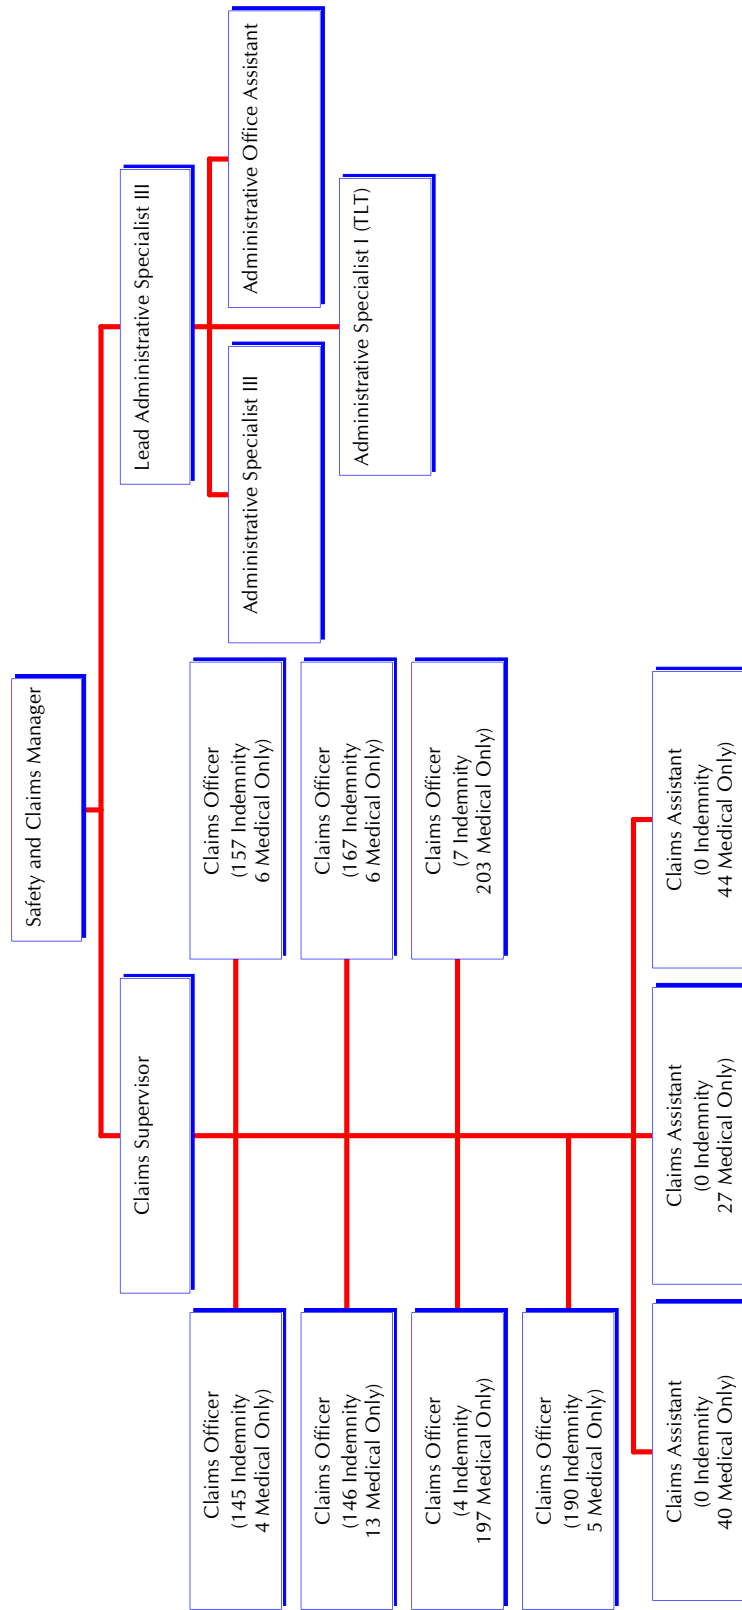 Safety and Claims Manager
Claims Supervisor
Lead Administrative Specialist III
Claims Officer
(145 Indemnity
4 Medical Only)
Claims Officer
(157 Indemnity
6 Medical Only)
Administrative Specialist III
Administrative Office Assistant
Claims Officer
(146 Indemnity
13 Medical Only)
Claims Officer
(167 Indemnity
6 Medical Only)
Administrative Specialist I (TLT)
Claims Officer
(4 Indemnity
197 Medical Only)
Claims Officer
(7 Indemnity
203 Medical Only)
Claims Officer
(190 Indemnity
5 Medical Only)
Claims Assistant
(0 Indemnity
40 Medical Only)
Claims Assistant
(0 Indemnity
27 Medical Only)
Claims Assistant
(0 Indemnity
44 Medical Only)